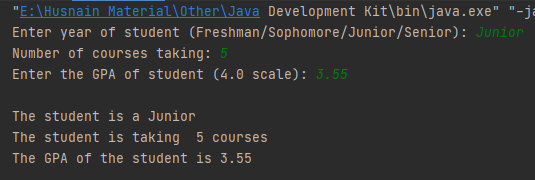 "E:\Husnain Material\Other\Java Development Kit\bin\java.exe" "-ja
Enter year of student (Freshman/Sophomore/Junior/Senior): Junior
Number of courses taking: 5
Enter the GPA of student (4.0 scale): 3.55
The student is a Junior
The student is taking  5 courses
The GPA of the student is 3.55